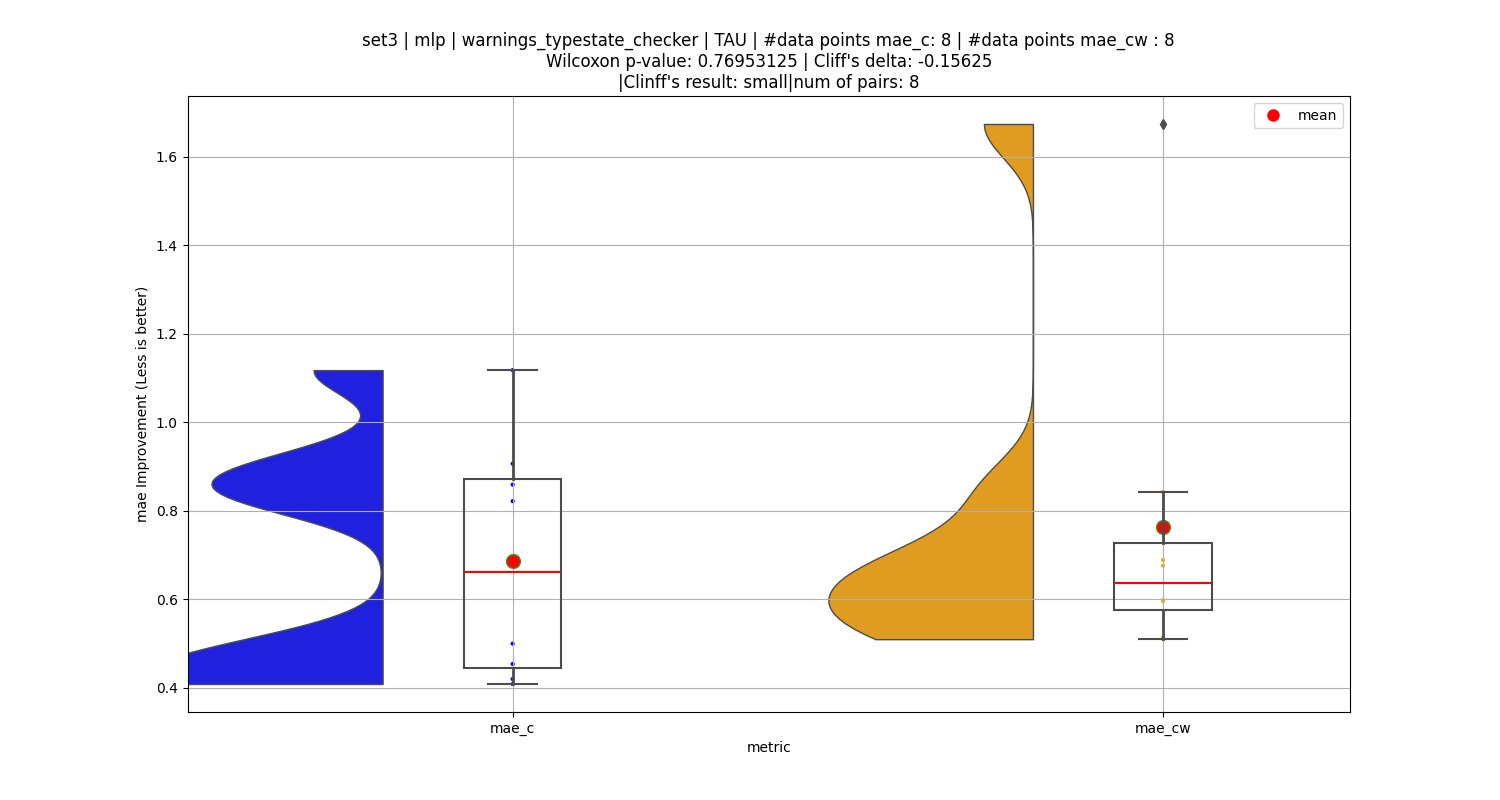 set3 | mlp | warnings_typestate_checker | TAU | #data points mae_c: 8 | #data points mae_cw : 8
Wilcoxon p-value: 0.76953125 | Cliff's delta: -0.15625
|Clinff's result: small|num of pairs: 8
mean
mae Improvement (Less is better)
1.6
1.4
1.2
1.0
0.8
0.6
0.4
mae_c
mae_cw
metric